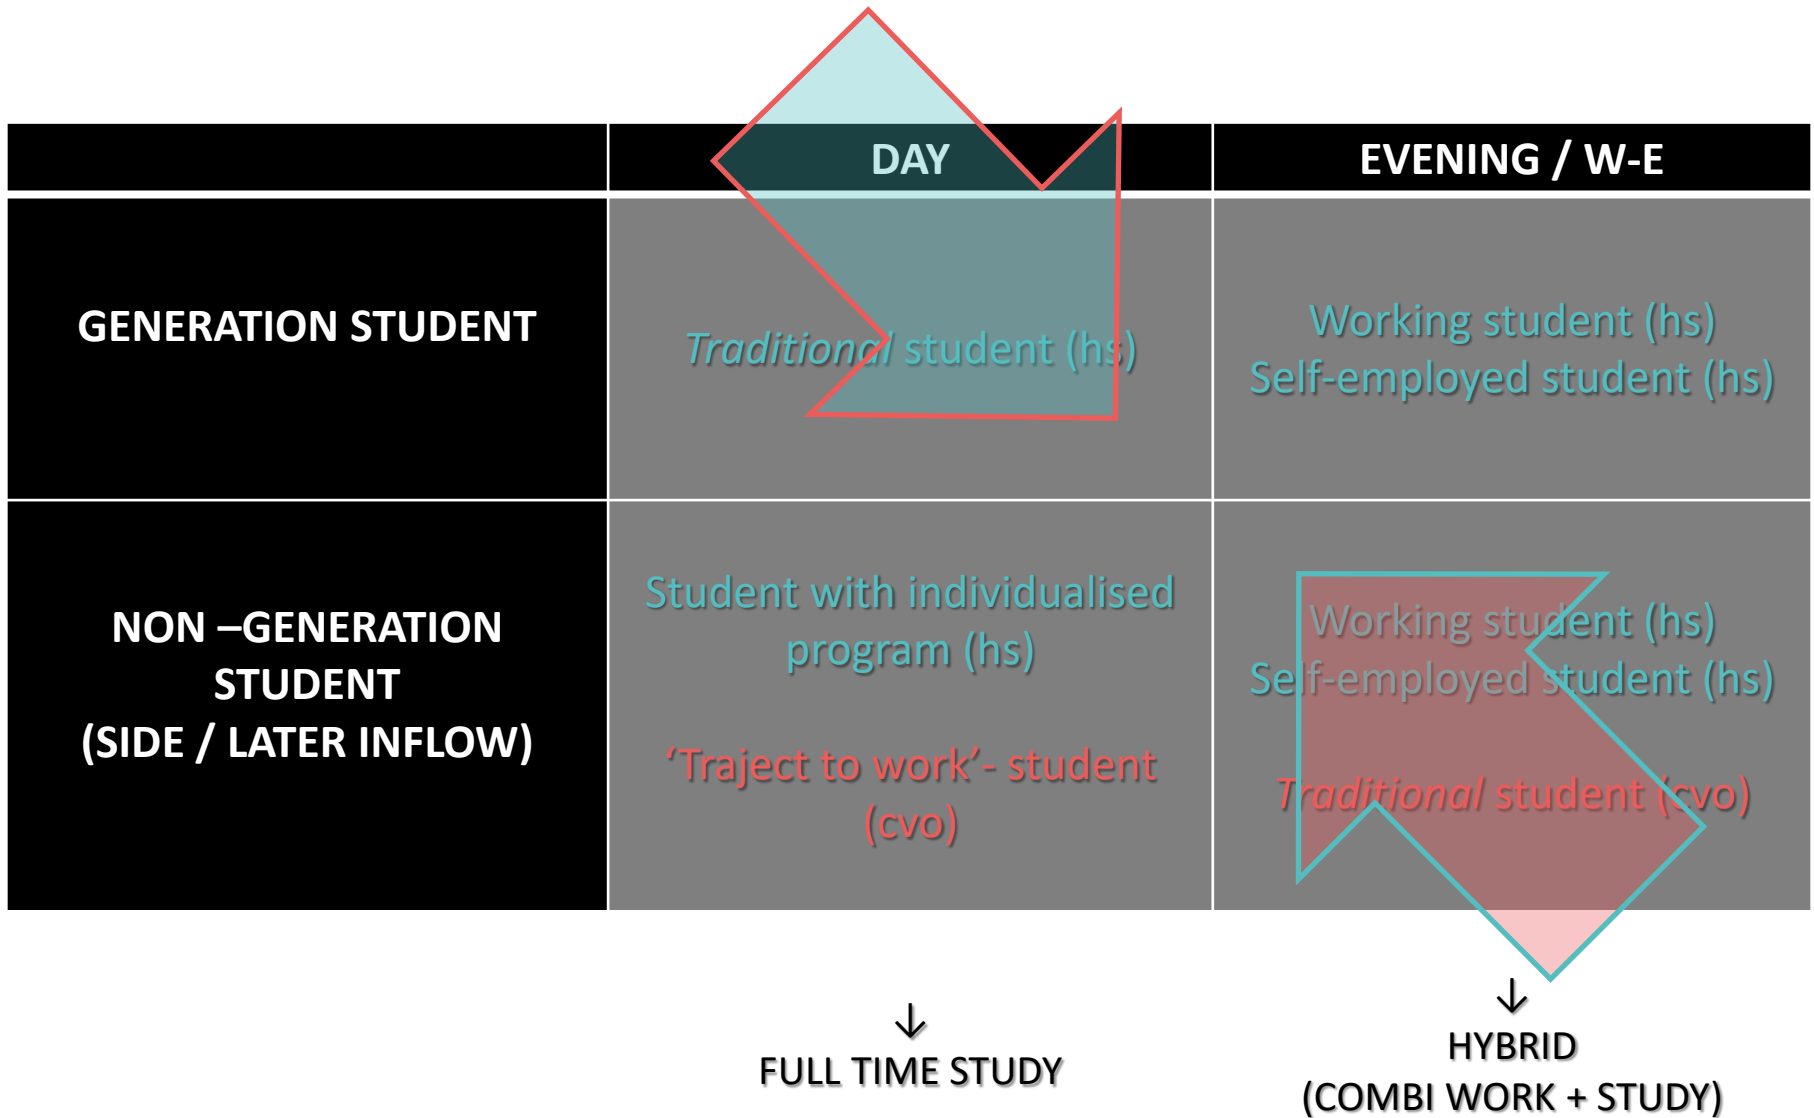 DAY
EVENING / W-E
GENERATION STUDENT
Traditional student (hs)
Working student (hs)
Self-employed student (hs)
NON –GENERATION
STUDENT
(SIDE / LATER INFLOW)
Student with individualised
program (hs)
‘Traject to work’- student
(cvo)
Working student (hs)
Self-employed student (hs)
Traditional student (cvo)
↓
FULL TIME STUDY
↓
HYBRID
(COMBI WORK + STUDY)